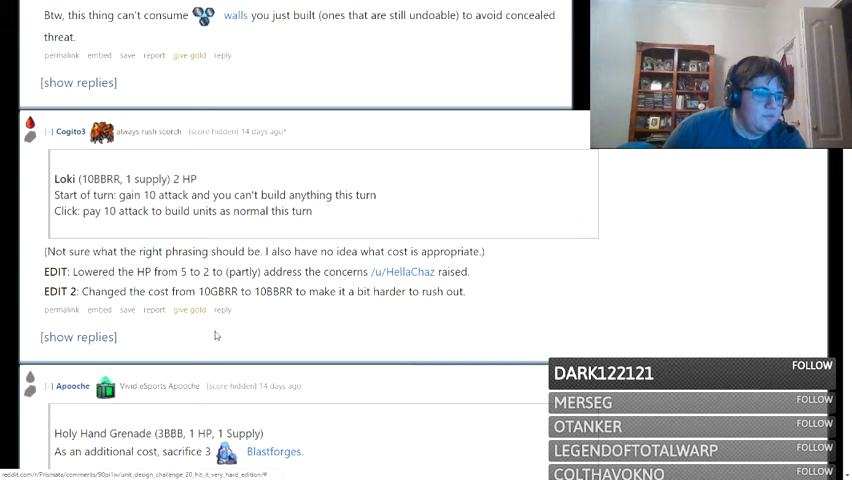 Btw, this thing can't consume walls you just built (ones that are still undoable) to avoid concealed
threat.
permalink embed save report give gold reply
[show replies]
[-] Cogito3 always rush scorch (score hidden) 14 days ago*
Loki (10BBRR, 1 supply) 2 HP
Start of turn: gain 10 attack and you can't build anything this turn
Click: pay 10 attack to build units as normal this turn
(Not sure what the right phrasing should be. I also have no idea what cost is appropriate.)
EDIT: Lowered the HP from 5 to 2 to (partly) address the concerns /u/HellaChaz raised.
EDIT 2: Changed the cost from 10GBRR to 10BBRR to make it a bit harder to rush out.
permalink embed save report give gold reply
[show replies]
[-] Apooche Vivid eSports Apooche (score hidden) 14 days ago
Holy Hand Grenade (3BBB, 1 HP, 1 Supply)
As an additional cost, sacrifice 3 Blastforges.
DARK122121 FOLLOW
MERSEG FOLLOW
OTANKER FOLLOW
LEGENDOFTOTALWARP FOLLOW
COLTHAVOKNO FOLLOW
reddit.com/r/Prismata/comments/90pi1w/unit_design_challenge_20_hit_it_very_hard_edition/#